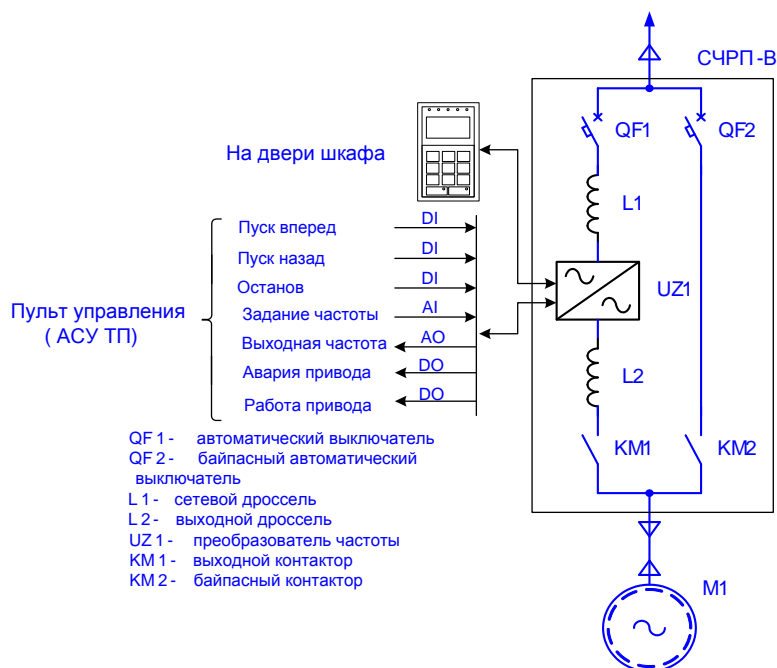 СЧРП -В
QF1
QF2
На двери шкафа
L1
Пуск вперед
DI
Пуск назад
DI
Останов
DI
UZ1
Пульт управления
( АСУ ТП)
Задание частоты
AI
Выходная частота
AO
Авария привода
DO
Работа привода
DO
L2
KM1
KM2
QF 1 - автоматический выключатель
QF 2 - байпасный автоматический
выключатель
L 1 - сетевой дроссель
L 2 - выходной дроссель
UZ 1 - преобразователь частоты
KM 1 - выходной контактор
KM 2 - байпасный контактор
M1